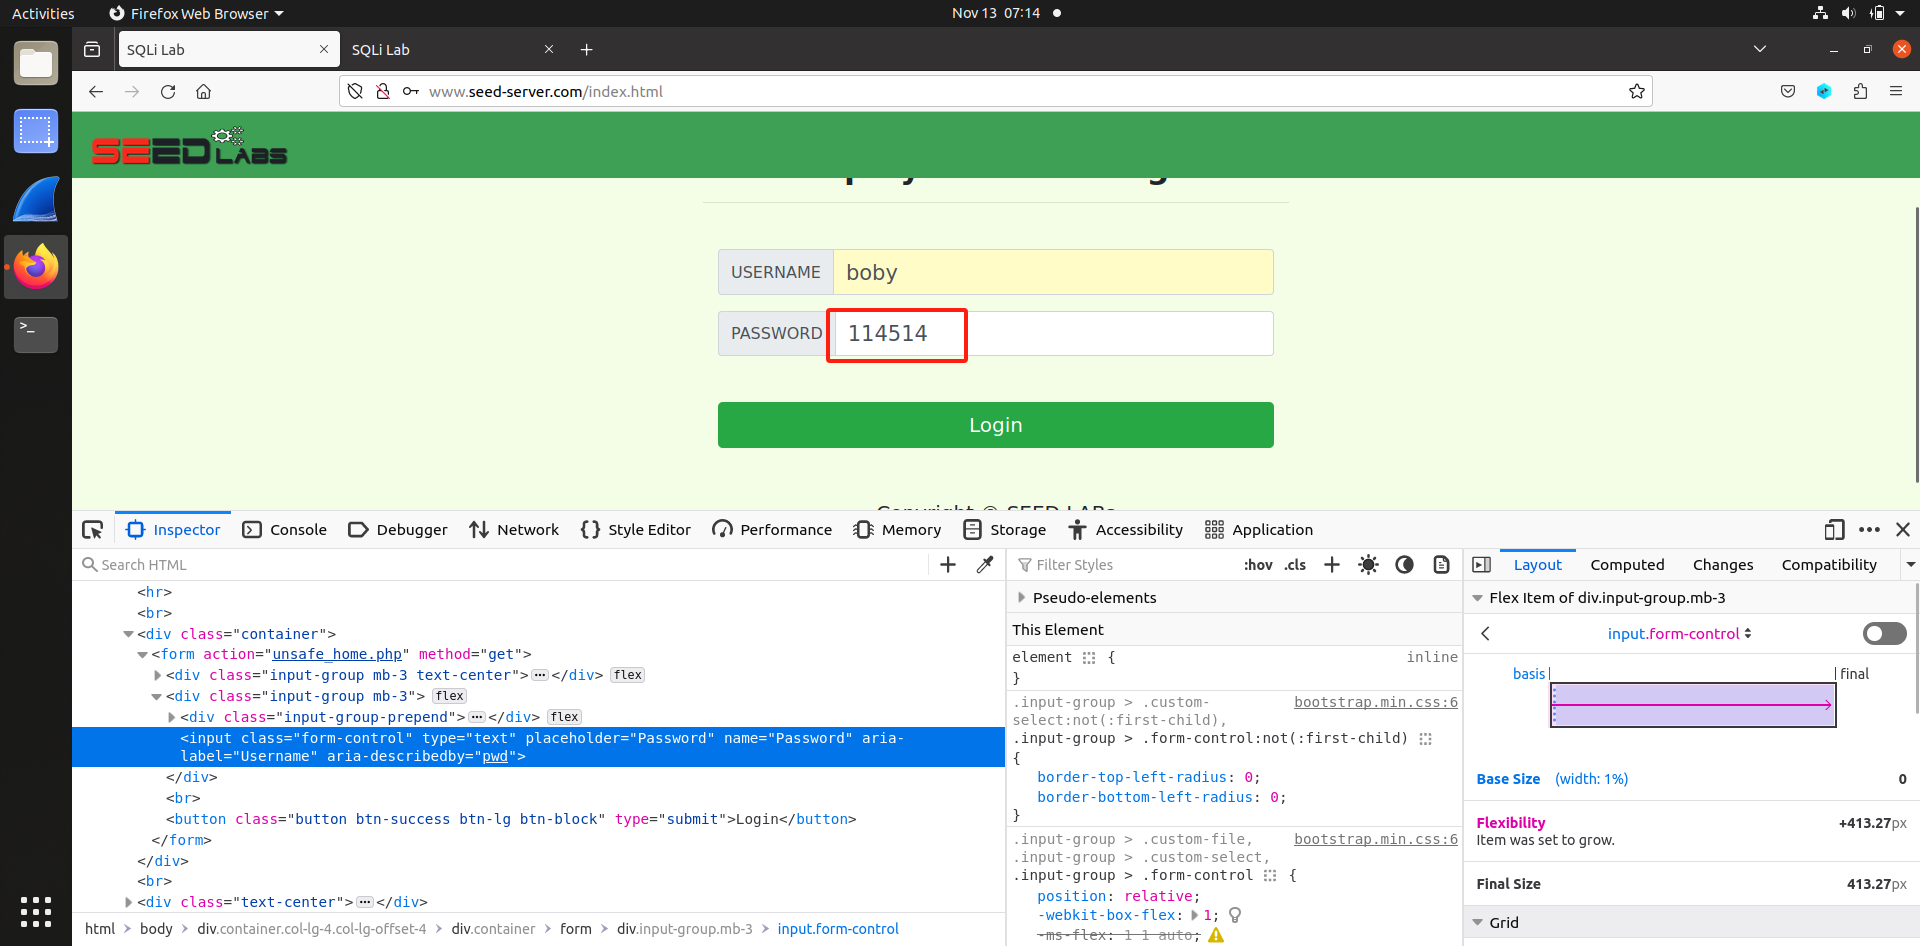 Activities Firefox Web Browser Nov 13 07:14
SQLi Lab SQLi Lab
www.seed-server.com/index.html
SEED LABS
USERNAME boby
PASSWORD 114514
Login
Copyright © SEED LABs
Inspector Console Debugger Network Style Editor Performance Memory Storage Accessibility Application
Search HTML
<hr>
<br>
<div class="container">
<form action="unsafe_home.php" method="get">
<div class="input-group mb-3 text-center">⋯</div> flex
<div class="input-group mb-3"> flex
<div class="input-group-prepend">⋯</div> flex
<input class="form-control" type="text" placeholder="Password" name="Password" aria-
label="Username" aria-describedby="pwd">
</div>
<br>
<button class="button btn-success btn-lg btn-block" type="submit">Login</button>
</form>
</div>
<br>
<div class="text-center">⋯</div>
html > body > div.container.col-lg-4.col-lg-offset-4 > div.container > form > div.input-group.mb-3 > input.form-control
Filter Styles :hov .cls
Pseudo-elements
This Element
element { inline
}
.input-group > .custom- bootstrap.min.css:6
select:not(:first-child),
.input-group > .form-control:not(:first-child)
{
border-top-left-radius: 0;
border-bottom-left-radius: 0;
}
.input-group > .custom-file, bootstrap.min.css:6
.input-group > .custom-select,
.input-group > .form-control {
position: relative;
-webkit-box-flex: 1;
-ms-flex: 1 1 auto;
Layout Computed Changes Compatibility
Flex Item of div.input-group.mb-3
input.form-control
basis final
Base Size (width: 1%) 0
Flexibility +413.27px
Item was set to grow.
Final Size 413.27px
Grid